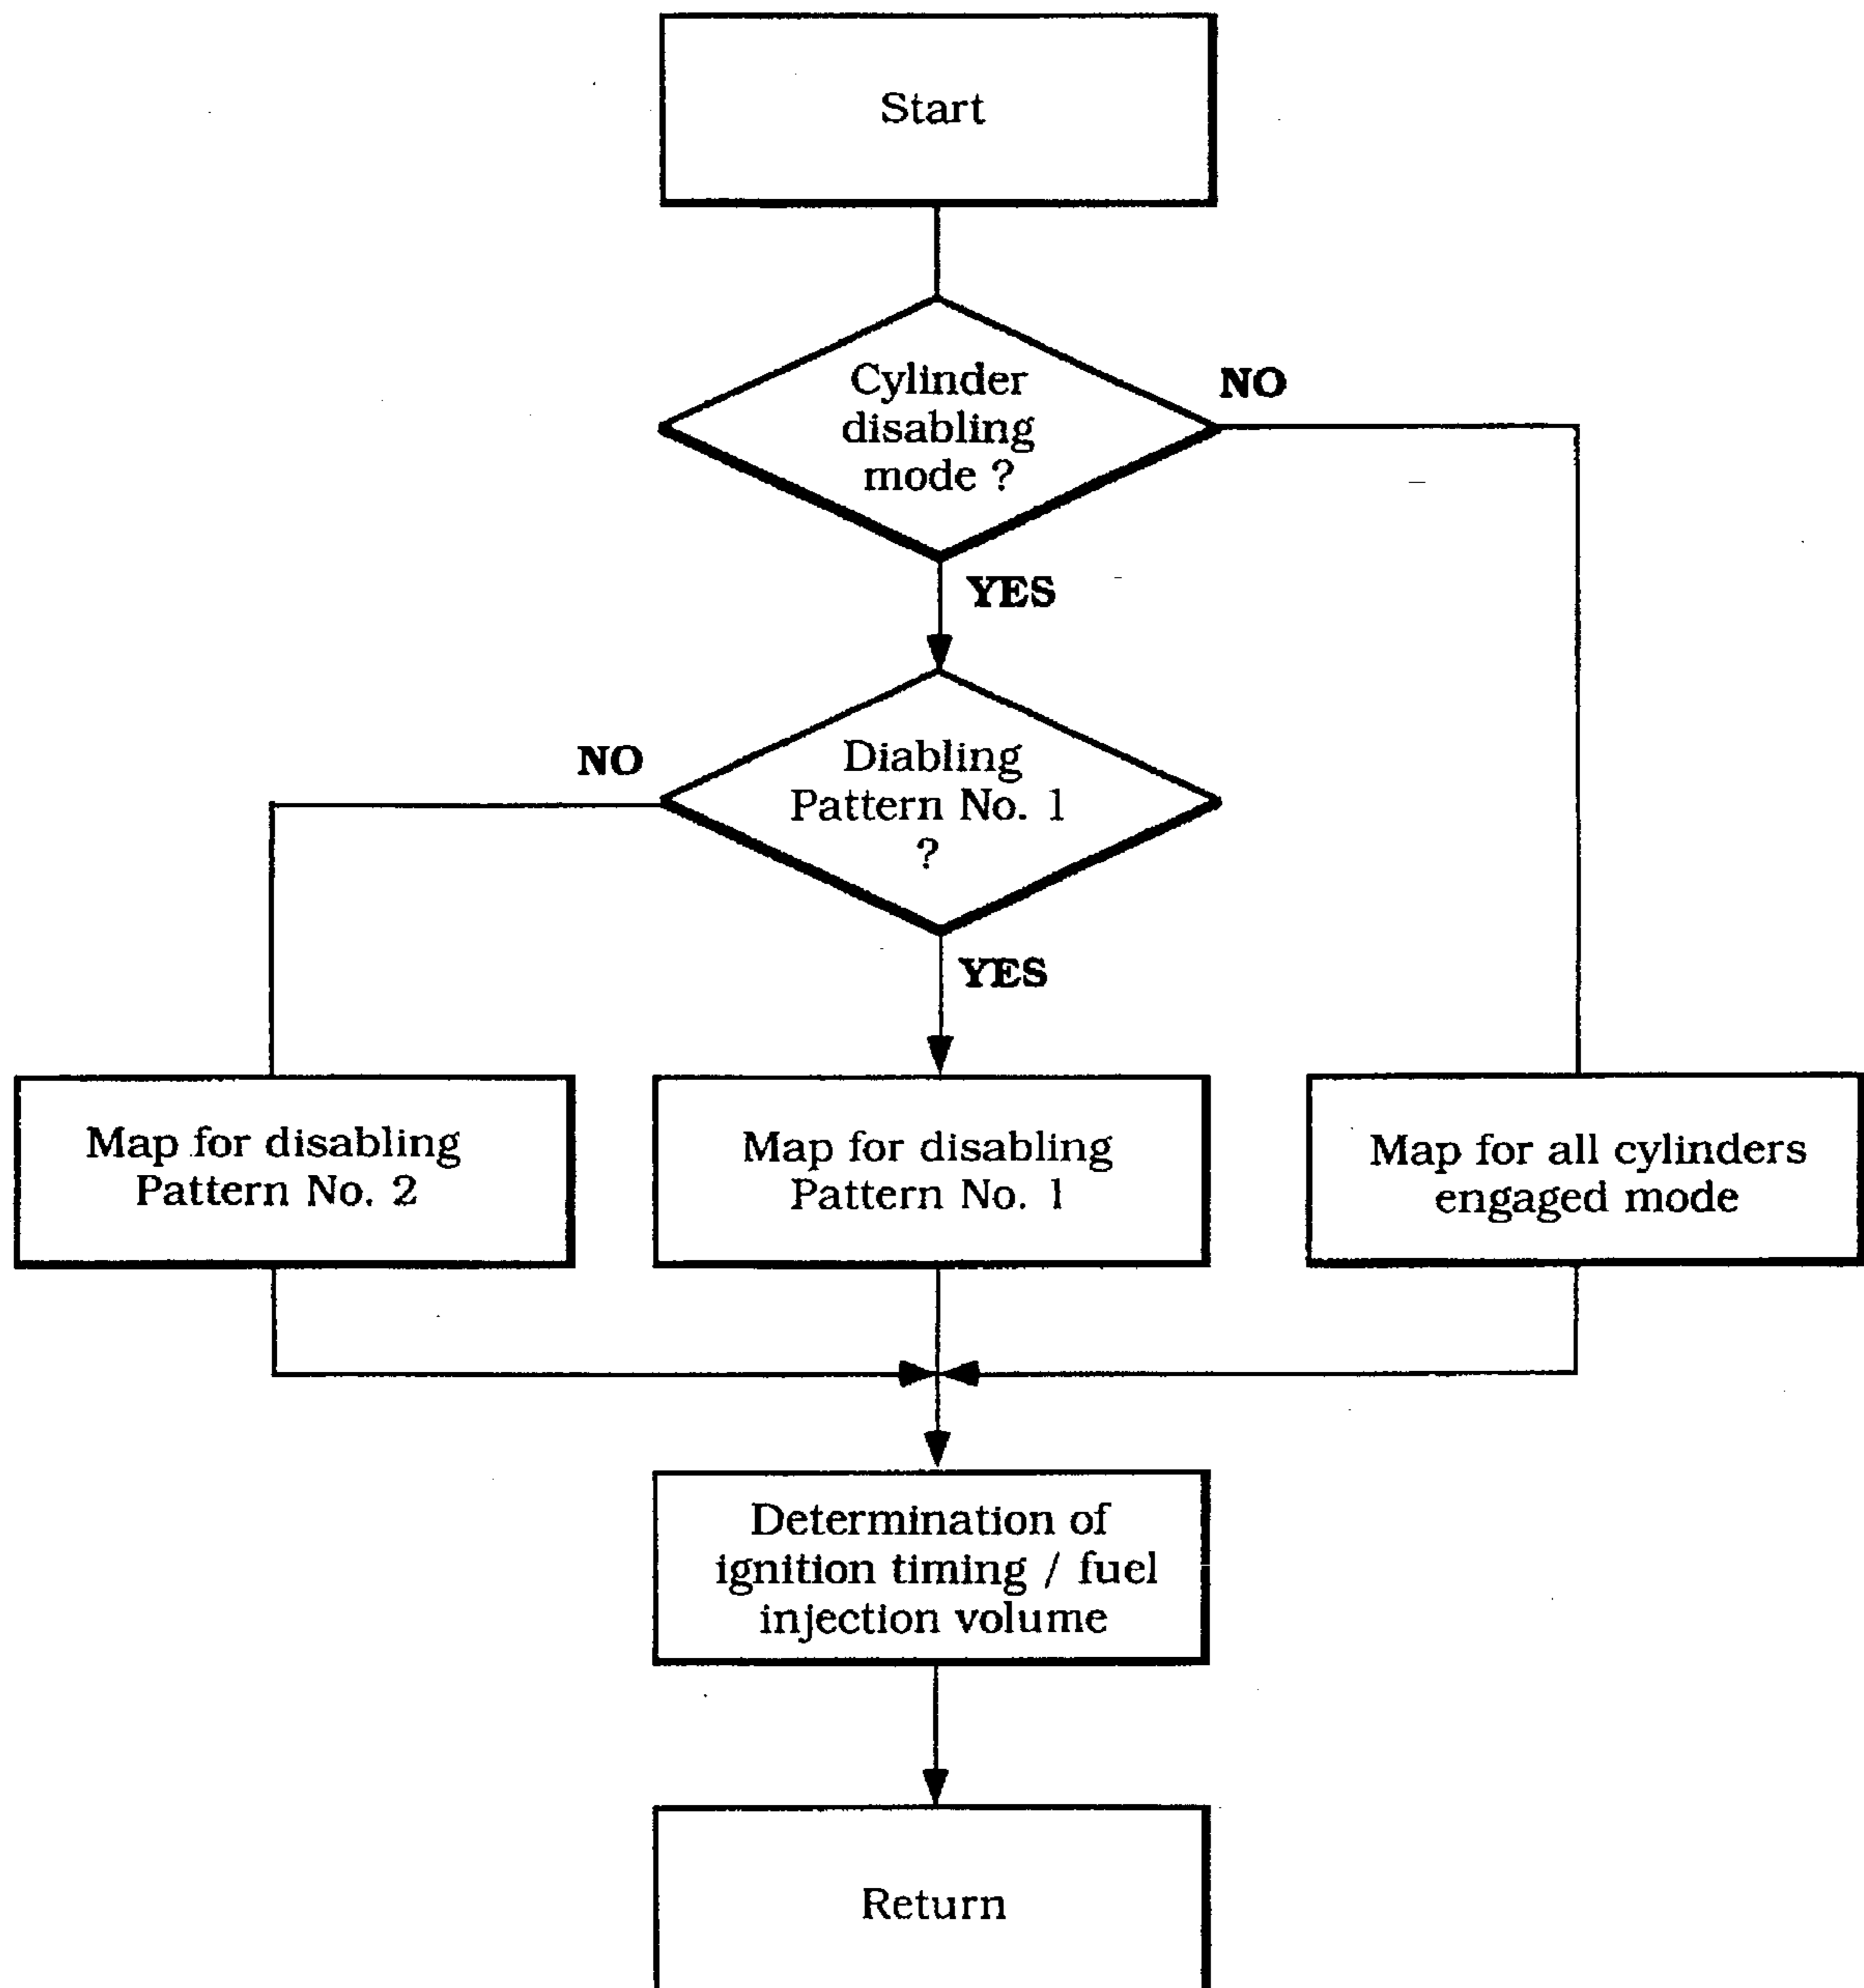 Start
Cylinder
disabling
mode ?
NO
YES
NO
Diabling
Pattern No. 1
?
YES
Map for disabling
Pattern No. 2
Map for disabling
Pattern No. 1
Map for all cylinders
engaged mode
Determination of
ignition timing / fuel
injection volume
Return